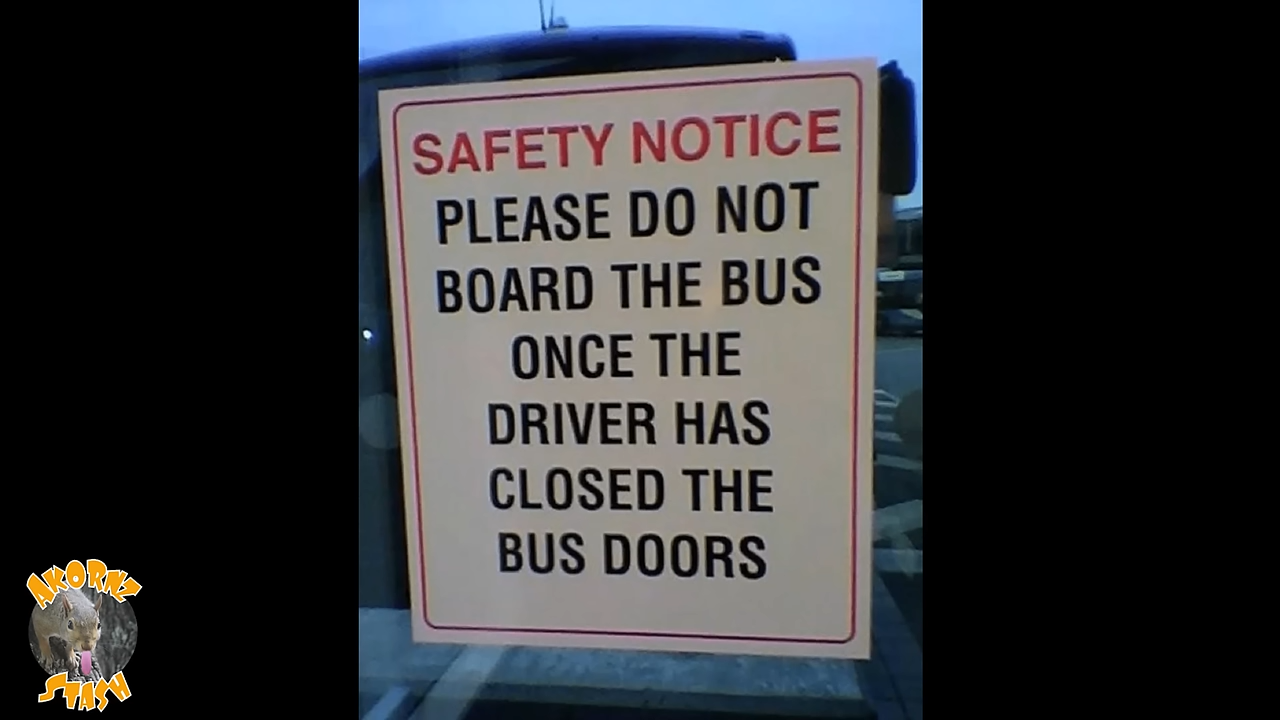 SAFETY NOTICE
PLEASE DO NOT
BOARD THE BUS
ONCE THE
DRIVER HAS
CLOSED THE
BUS DOORS
AKORNZ
STASH